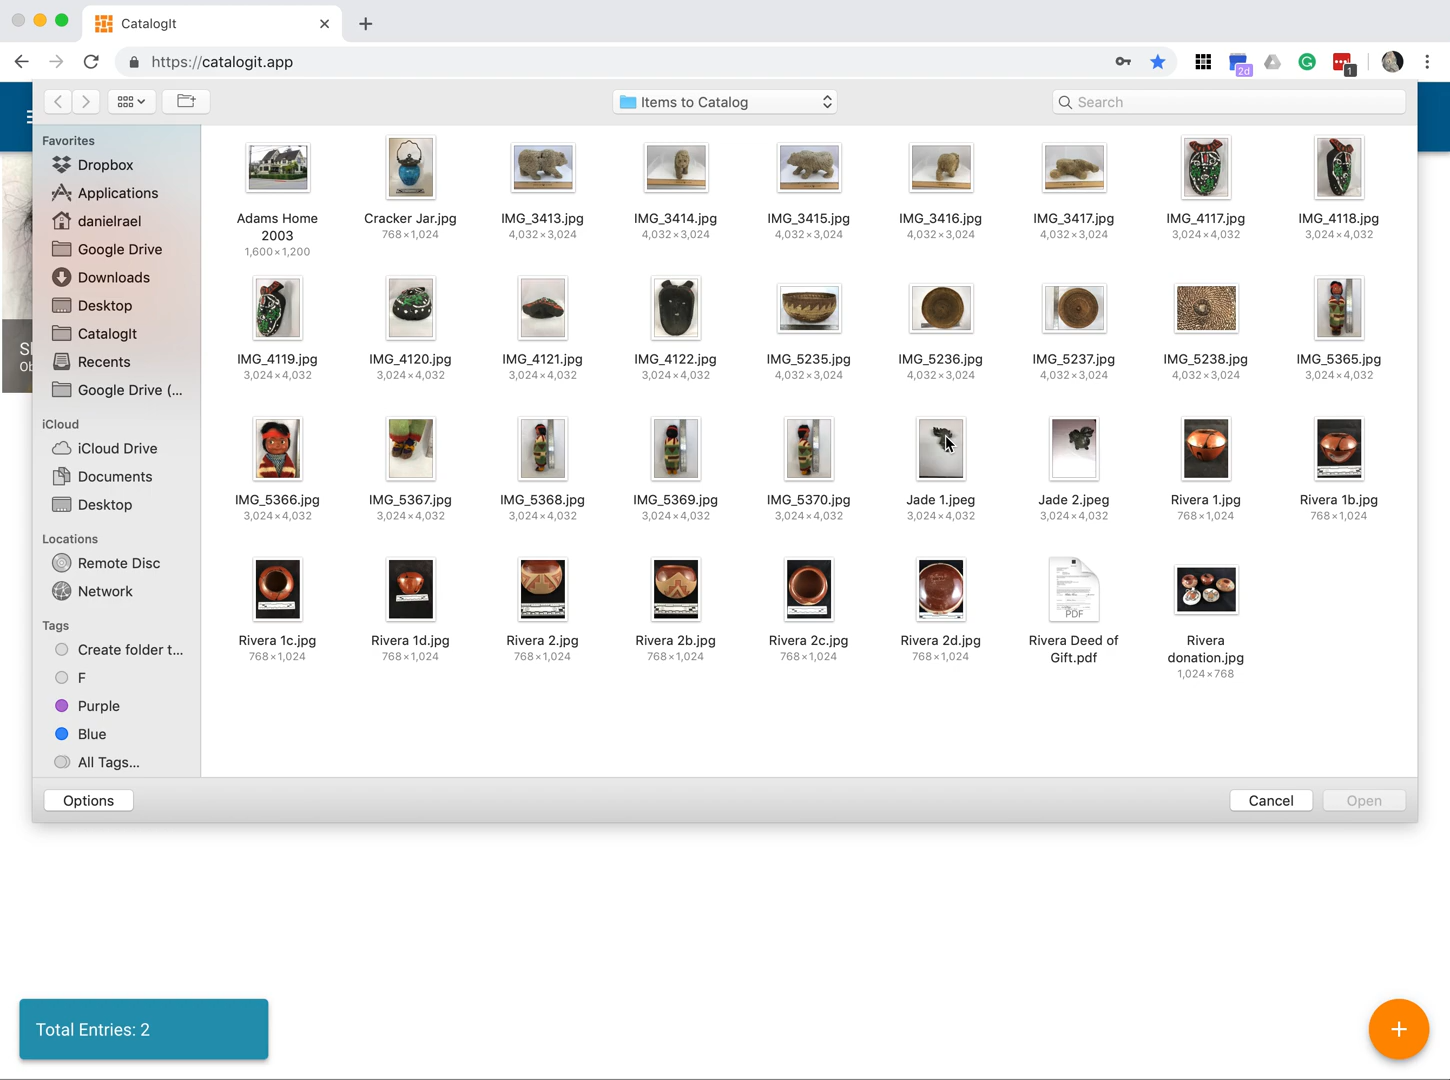 CatalogIt
https://catalogit.app
2d
1
Items to Catalog
Search
Favorites
Dropbox
Applications
danielrael
Google Drive
Downloads
Desktop
CatalogIt
Recents
Google Drive (...
iCloud
iCloud Drive
Documents
Desktop
Locations
Remote Disc
Network
Tags
Create folder t...
F
Purple
Blue
All Tags...
Adams Home
2003
1,600×1,200
Cracker Jar.jpg
768×1,024
IMG_3413.jpg
4,032×3,024
IMG_3414.jpg
4,032×3,024
IMG_3415.jpg
4,032×3,024
IMG_3416.jpg
4,032×3,024
IMG_3417.jpg
4,032×3,024
IMG_4117.jpg
3,024×4,032
IMG_4118.jpg
3,024×4,032
IMG_4119.jpg
3,024×4,032
IMG_4120.jpg
3,024×4,032
IMG_4121.jpg
3,024×4,032
IMG_4122.jpg
3,024×4,032
IMG_5235.jpg
4,032×3,024
IMG_5236.jpg
4,032×3,024
IMG_5237.jpg
4,032×3,024
IMG_5238.jpg
4,032×3,024
IMG_5365.jpg
3,024×4,032
IMG_5366.jpg
3,024×4,032
IMG_5367.jpg
3,024×4,032
IMG_5368.jpg
3,024×4,032
IMG_5369.jpg
3,024×4,032
IMG_5370.jpg
3,024×4,032
Jade 1.jpeg
3,024×4,032
Jade 2.jpeg
3,024×4,032
Rivera 1.jpg
768×1,024
Rivera 1b.jpg
768×1,024
Rivera 1c.jpg
768×1,024
Rivera 1d.jpg
768×1,024
Rivera 2.jpg
768×1,024
Rivera 2b.jpg
768×1,024
Rivera 2c.jpg
768×1,024
Rivera 2d.jpg
768×1,024
PDF
Rivera Deed of
Gift.pdf
Rivera
donation.jpg
1,024×768
Options
Cancel
Open
Total Entries: 2